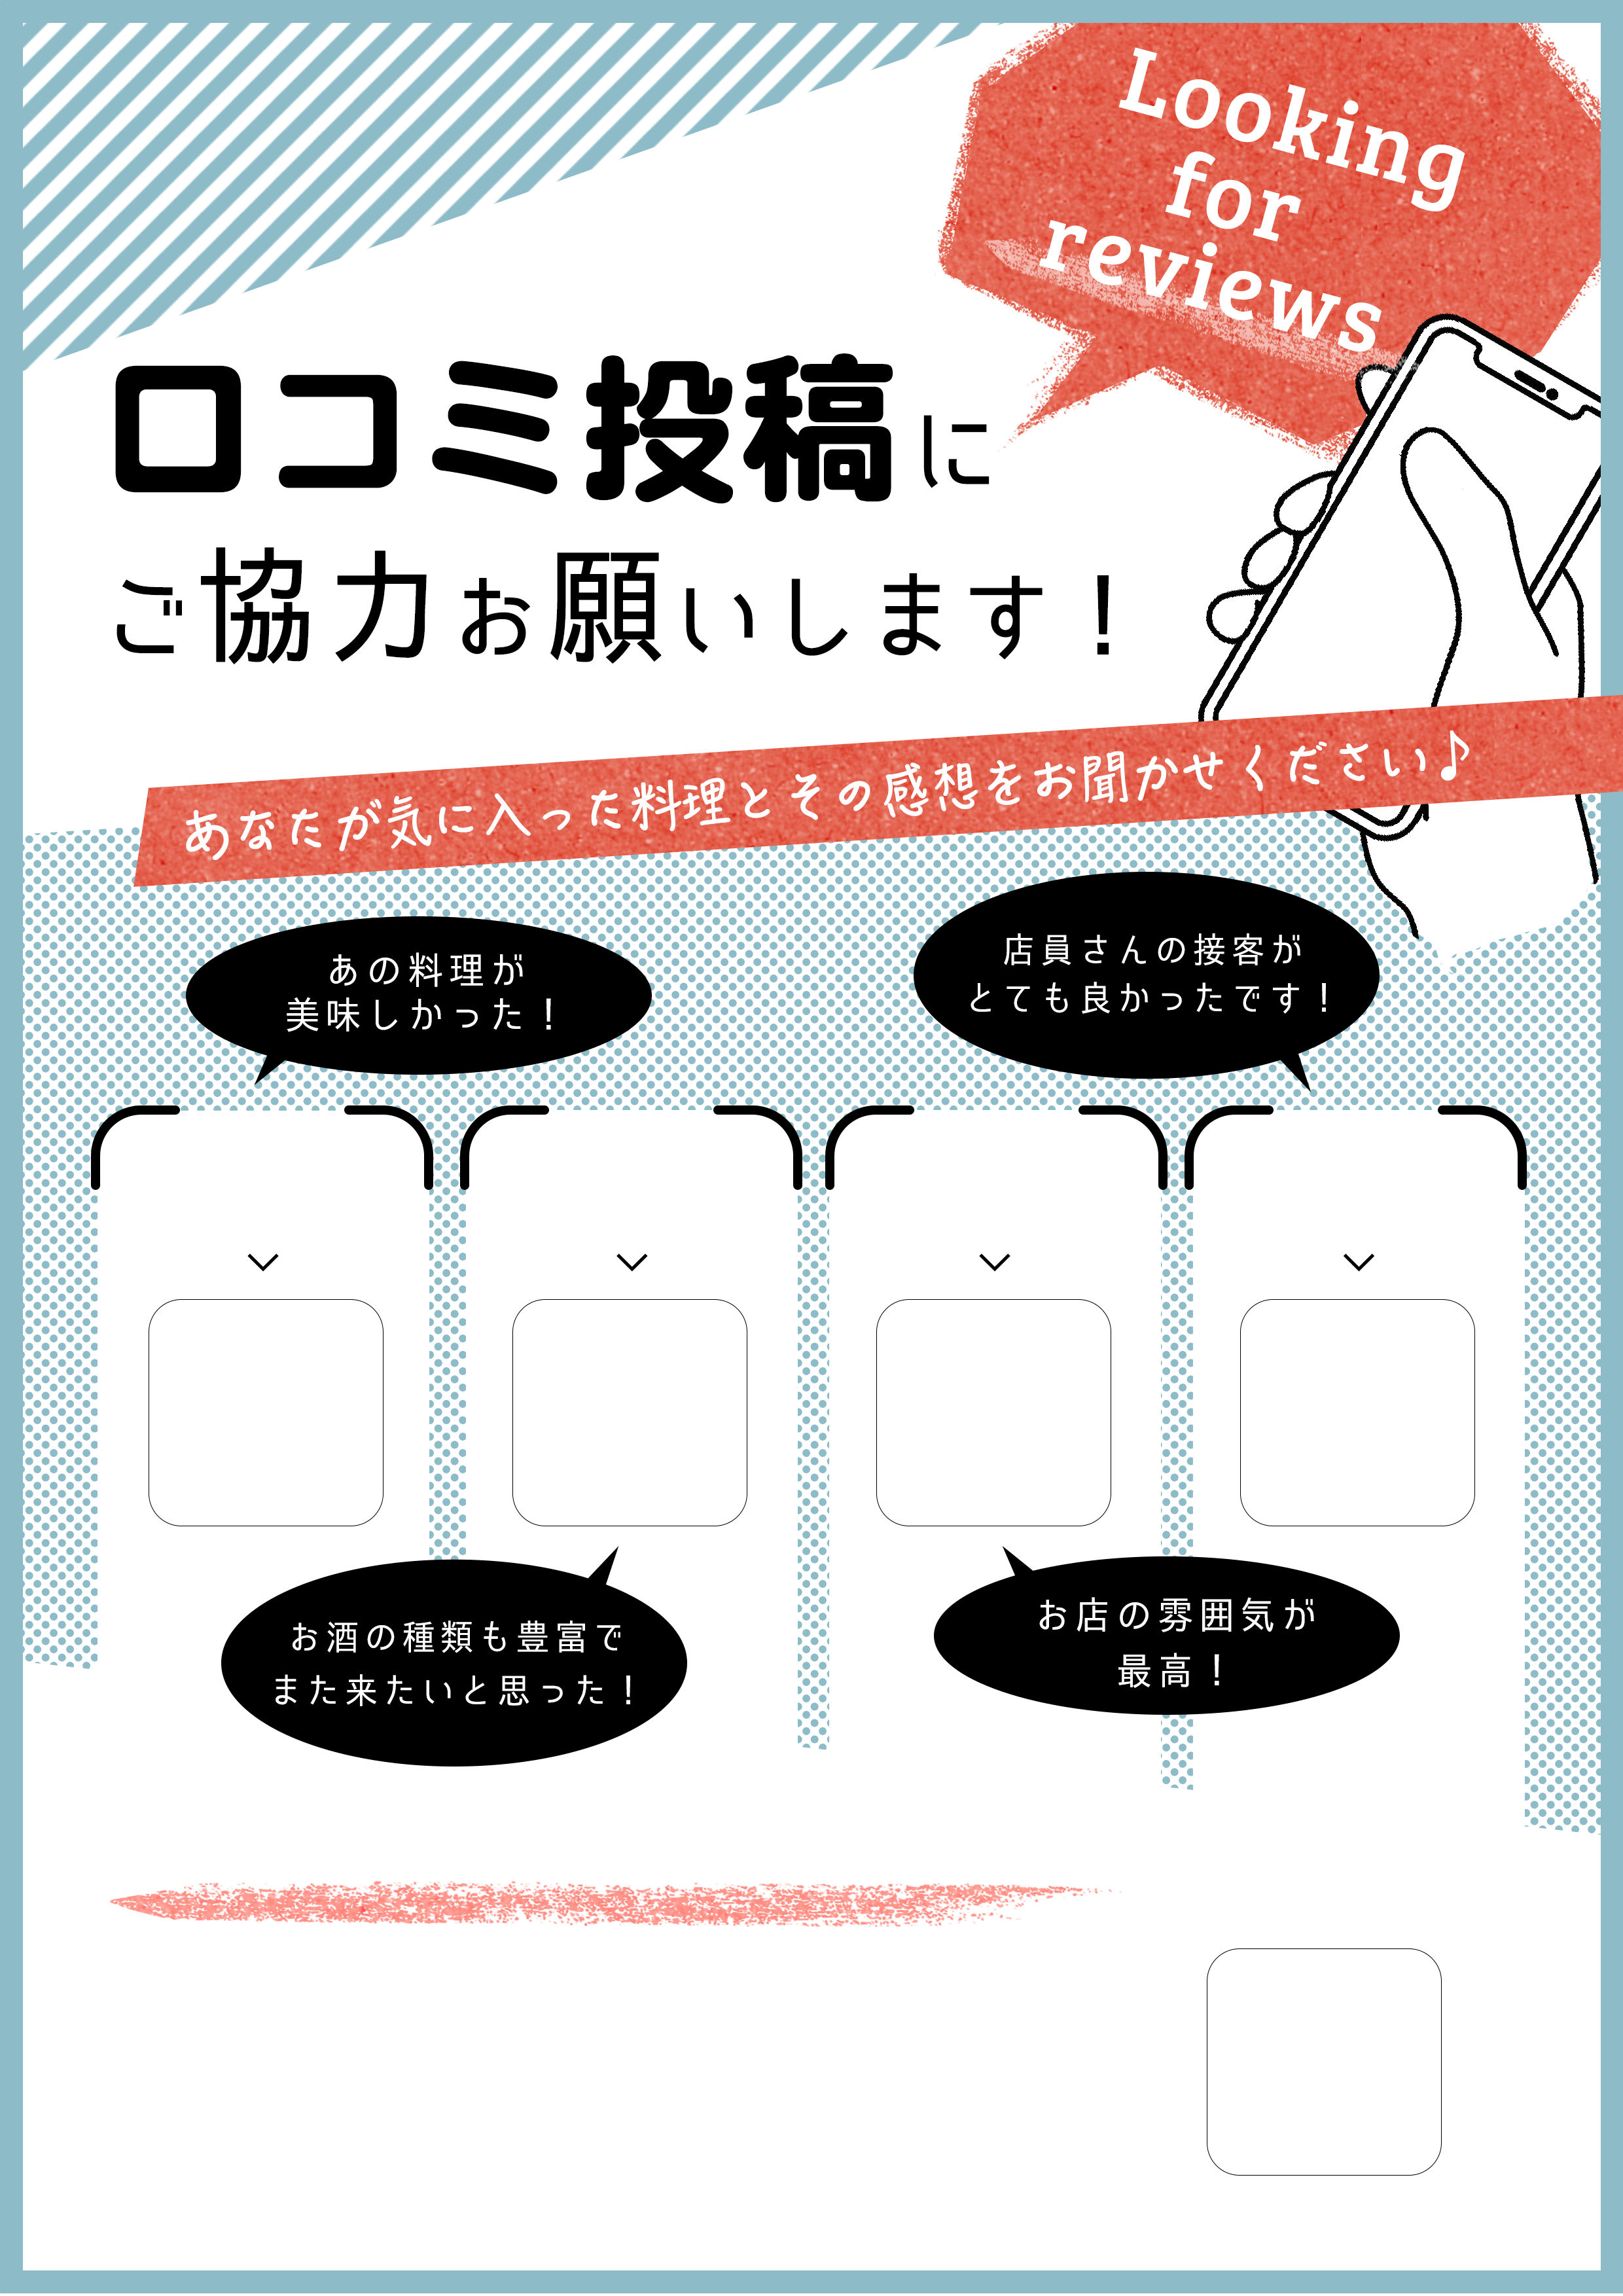 Looking
for
reviews
口コミ投稿に
ご協力お願いします！
あなたが気に入った料理とその感想をお聞かせください♪
あの料理が
美味しかった！
店員さんの接客が
とても良かったです！
お酒の種類も豊富で
また来たいと思った！
お店の雰囲気が
最高！